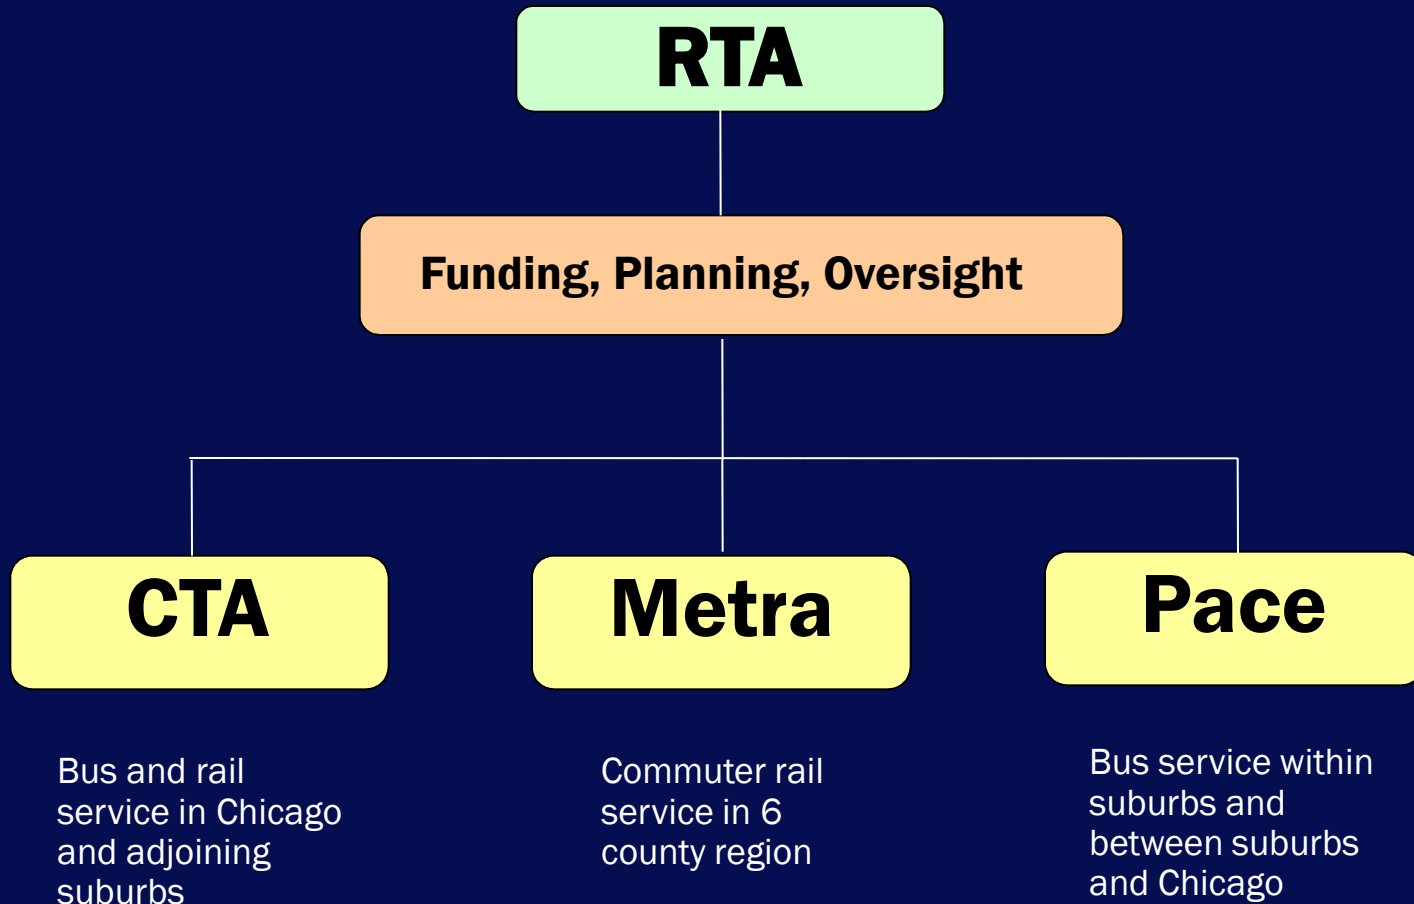 RTA
Funding, Planning, Oversight
CTA
Metra
Pace
Bus and rail
service in Chicago
and adjoining
suburbs
Commuter rail
service in 6
county region
Bus service within
suburbs and
between suburbs
and Chicago